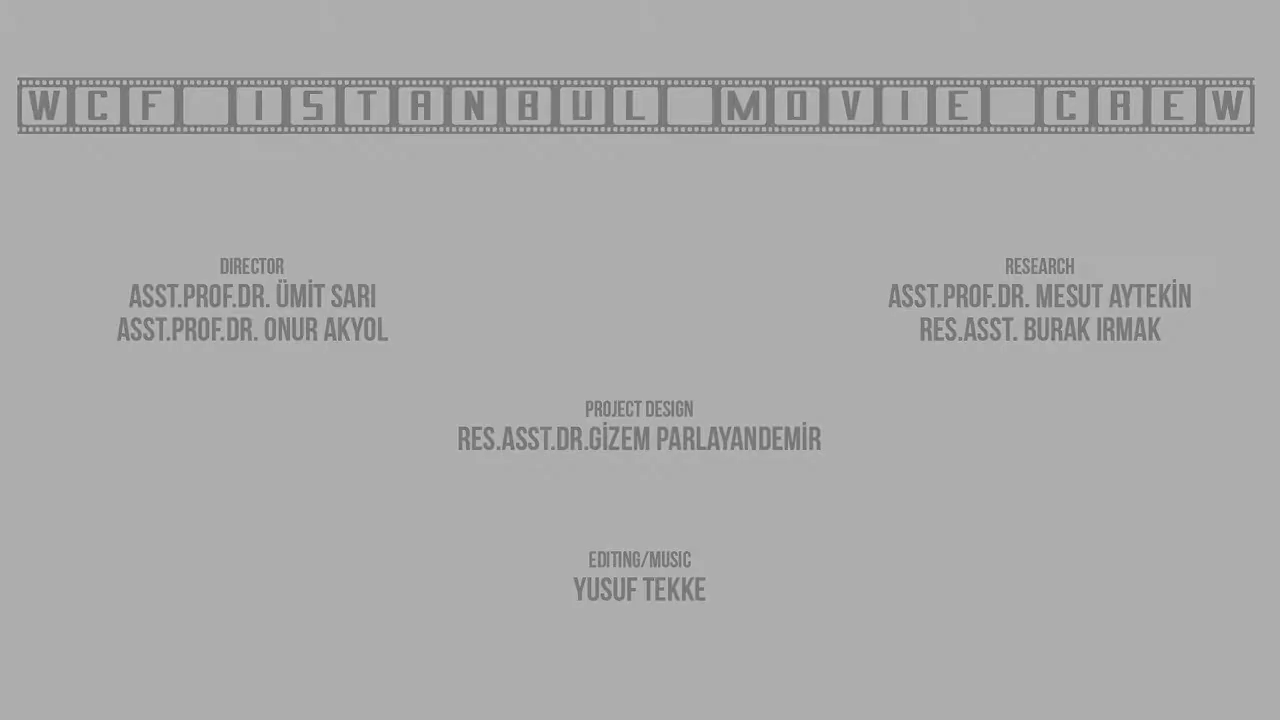 WCF ISTANBUL MOVIE CREW
DIRECTOR
ASST.PROF.DR. ÜMİT SARI
ASST.PROF.DR. ONUR AKYOL
RESEARCH
ASST.PROF.DR. MESUT AYTEKİN
RES.ASST. BURAK IRMAK
PROJECT DESIGN
RES.ASST.DR.GİZEM PARLAYANDEMİR
EDITING/MUSIC
YUSUF TEKKE